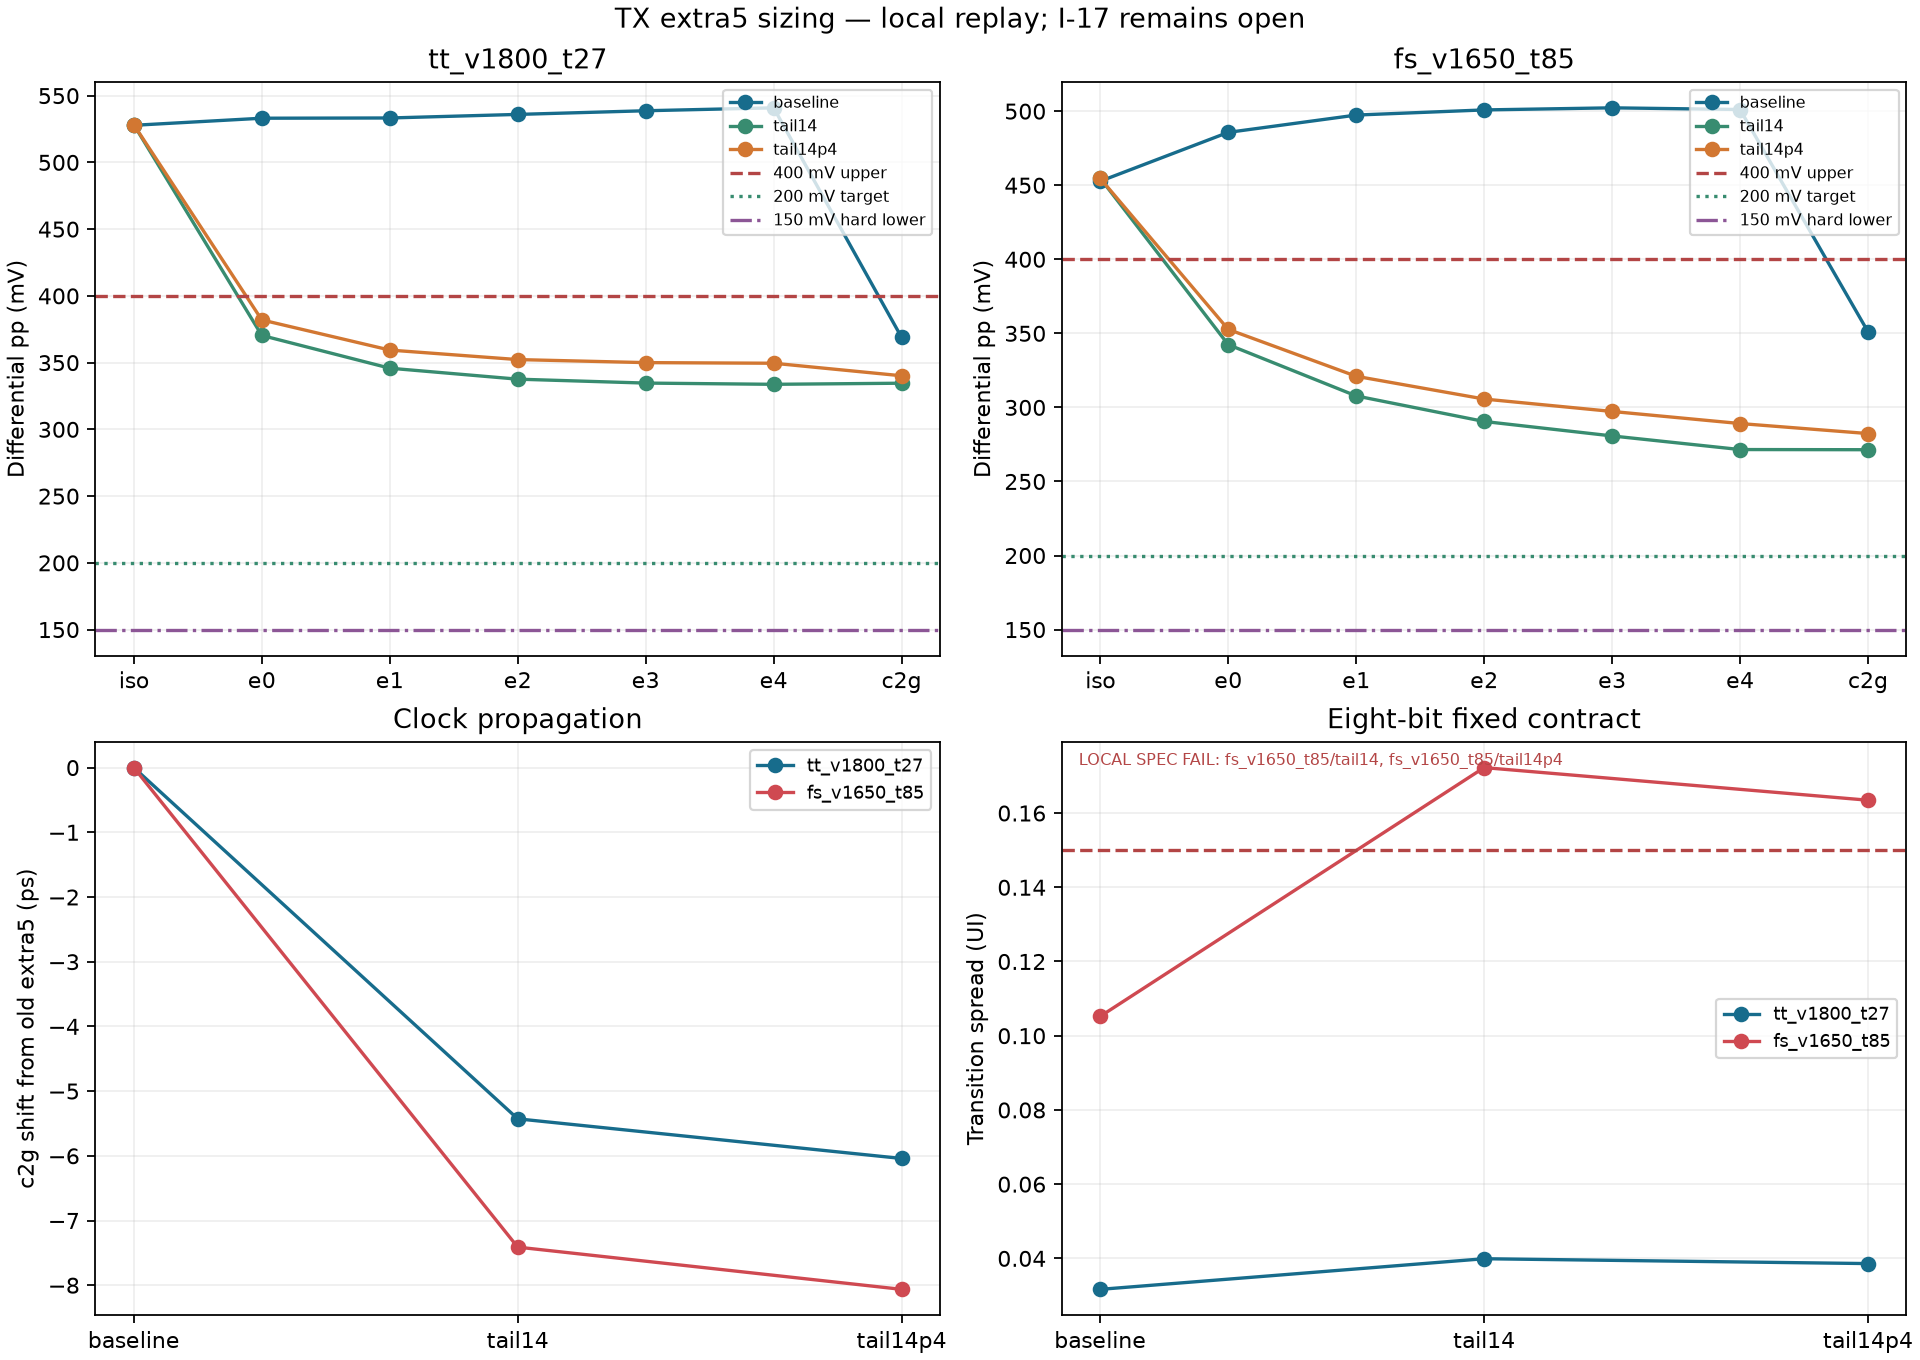 TX extra5 sizing — local replay; I-17 remains open
tt_v1800_t27
Differential pp (mV)
550
500
450
400
350
300
250
200
150
iso e0 e1 e2 e3 e4 c2g
baseline
tail14
tail14p4
400 mV upper
200 mV target
150 mV hard lower
fs_v1650_t85
Differential pp (mV)
500
450
400
350
300
250
200
150
iso e0 e1 e2 e3 e4 c2g
baseline
tail14
tail14p4
400 mV upper
200 mV target
150 mV hard lower
Clock propagation
c2g shift from old extra5 (ps)
0
−1
−2
−3
−4
−5
−6
−7
−8
baseline tail14 tail14p4
tt_v1800_t27
fs_v1650_t85
Eight-bit fixed contract
LOCAL SPEC FAIL: fs_v1650_t85/tail14, fs_v1650_t85/tail14p4
Transition spread (UI)
0.16
0.14
0.12
0.10
0.08
0.06
0.04
baseline tail14 tail14p4
tt_v1800_t27
fs_v1650_t85